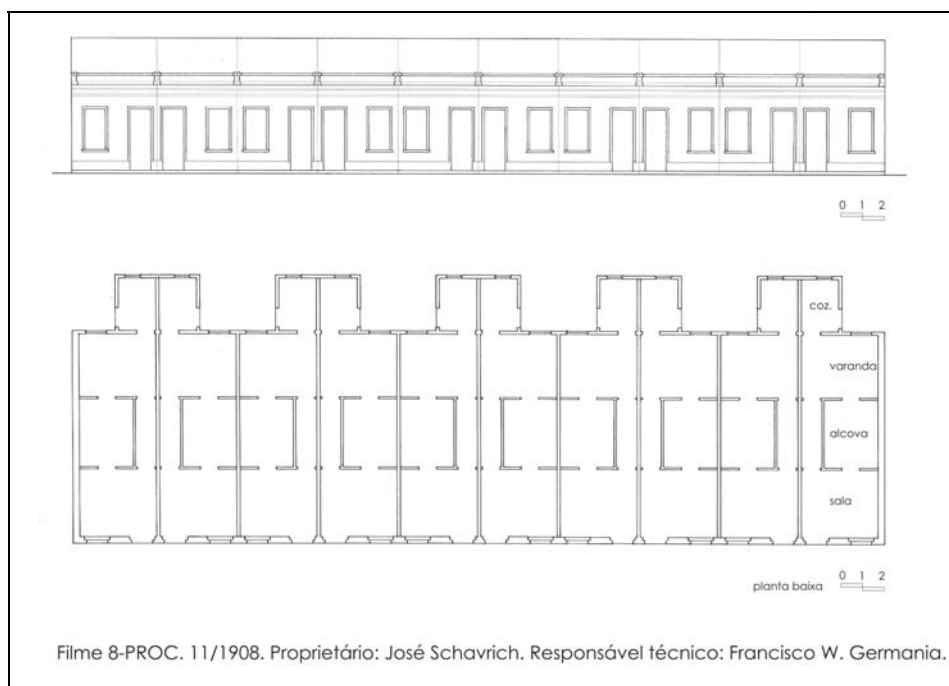 0 1 2
coz.
varanda
alcova
sala
planta baixa 0 1 2
Filme 8-PROC. 11/1908. Proprietário: José Schavrich. Responsável técnico: Francisco W. Germania.